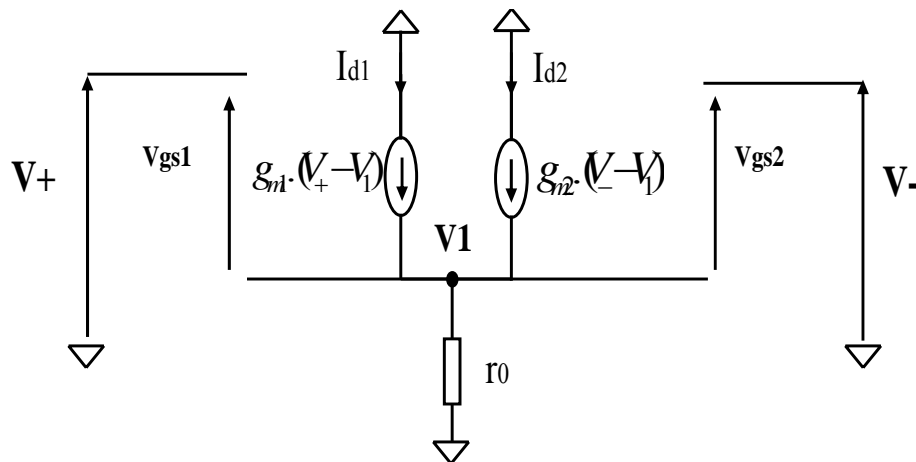 Id1 Id2
V+ Vgs1 gm1.(V+−V1) gm2.(V−−V1) Vgs2 V-
V1
r0